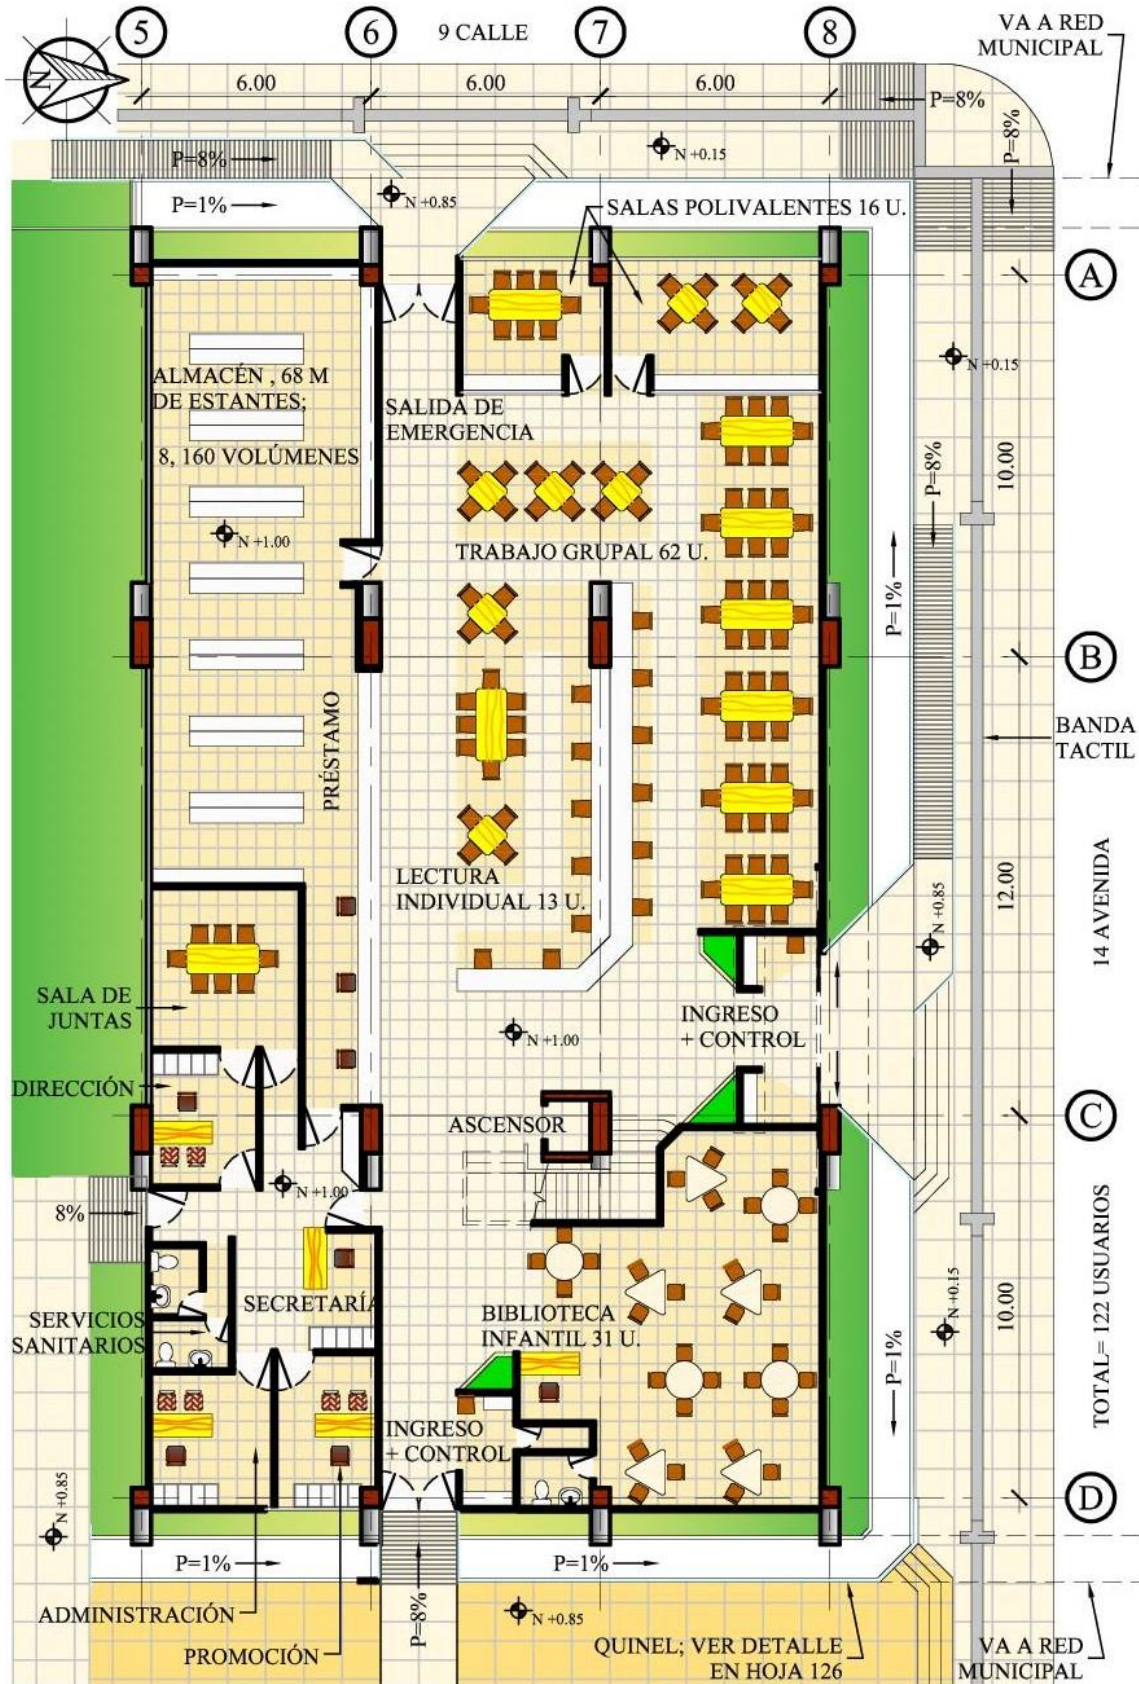 5
6
9 CALLE
7
8
VA A RED
MUNICIPAL
N
6.00
6.00
6.00
P=8%
P=8%
P=8%
N +0.15
P=1%
N +0.85
SALAS POLIVALENTES 16 U.
A
N +0.15
ALMACÉN , 68 M
DE ESTANTES;
8, 160 VOLÚMENES
SALIDA DE
EMERGENCIA
P=8%
10.00
N +1.00
TRABAJO GRUPAL 62 U.
P=1%
B
PRÉSTAMO
BANDA
TACTIL
LECTURA
INDIVIDUAL 13 U.
12.00
14 AVENIDA
N +0.85
SALA DE
JUNTAS
N +1.00
INGRESO
+ CONTROL
DIRECCIÓN
ASCENSOR
C
8%
N +1.00
SECRETARÍA
SERVICIOS
SANITARIOS
BIBLIOTECA
INFANTIL 31 U.
N +0.15
10.00
TOTAL= 122 USUARIOS
P=1%
INGRESO
+ CONTROL
D
N +0.85
P=1%
P=1%
ADMINISTRACIÓN
P=8%
N +0.85
PROMOCIÓN
QUINEL; VER DETALLE
EN HOJA 126
VA A RED
MUNICIPAL